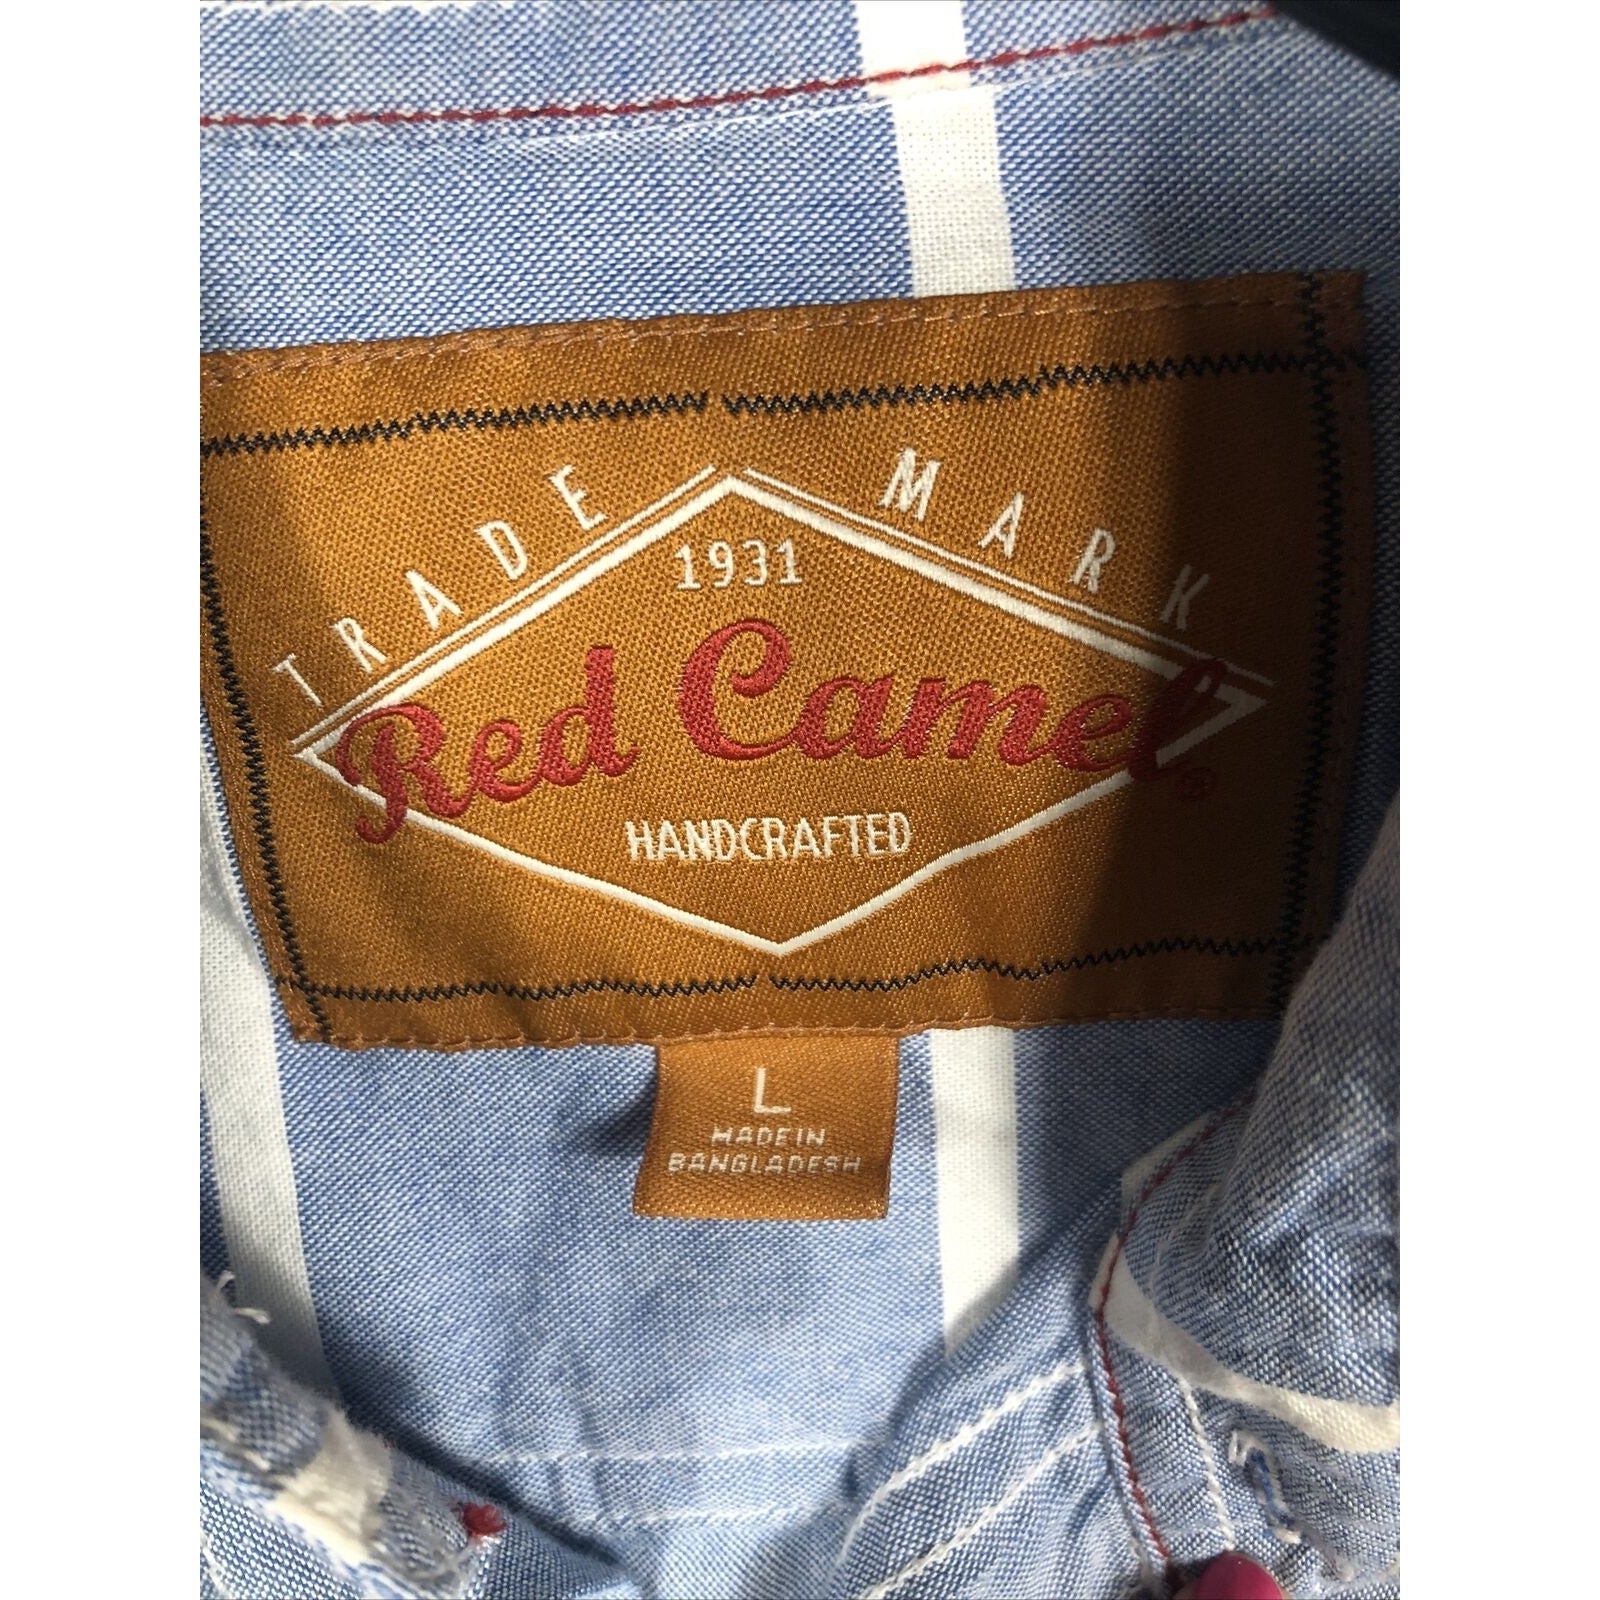 TRADE MARK
1931
Red Camel®
HANDCRAFTED
L
MADE IN
BANGLADESH